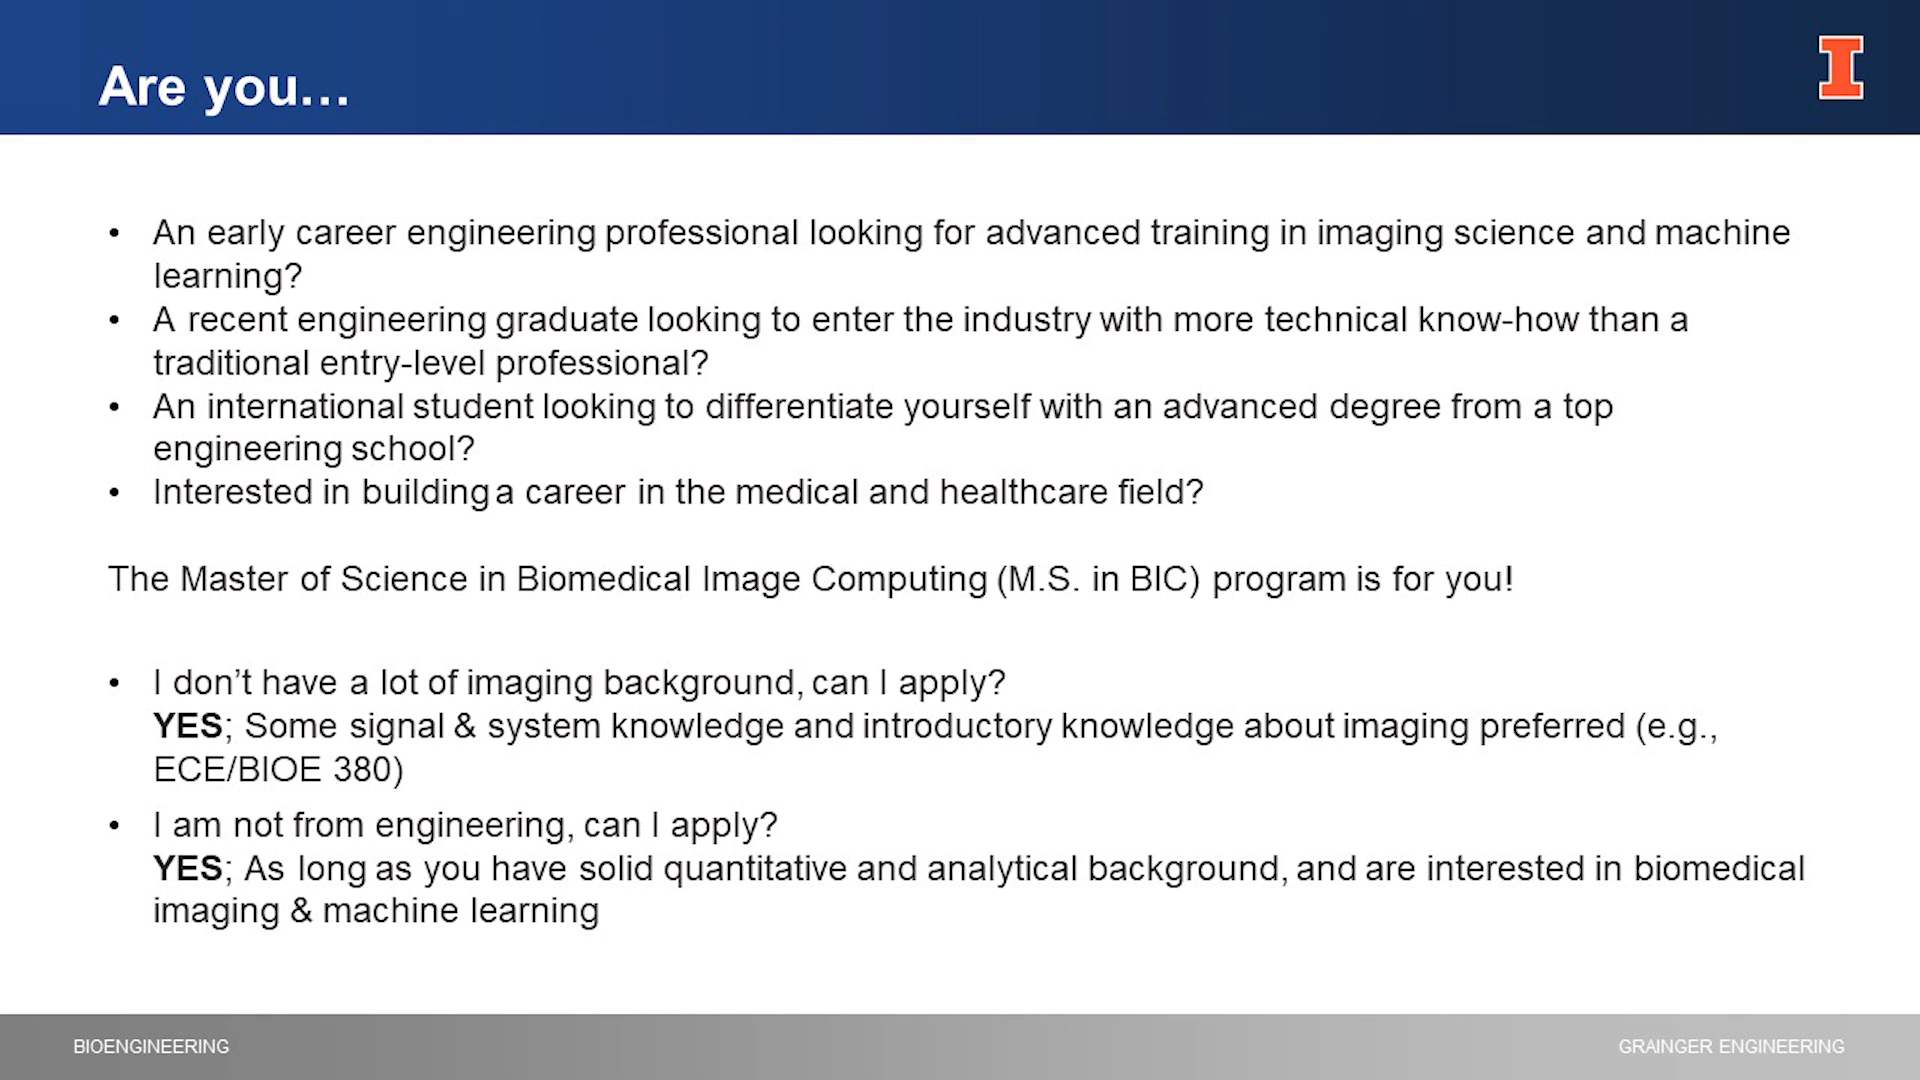 Are you…
• An early career engineering professional looking for advanced training in imaging science and machine
learning?
• A recent engineering graduate looking to enter the industry with more technical know-how than a
traditional entry-level professional?
• An international student looking to differentiate yourself with an advanced degree from a top
engineering school?
• Interested in building a career in the medical and healthcare field?
The Master of Science in Biomedical Image Computing (M.S. in BIC) program is for you!
• I don’t have a lot of imaging background, can I apply?
YES; Some signal & system knowledge and introductory knowledge about imaging preferred (e.g.,
ECE/BIOE 380)
• I am not from engineering, can I apply?
YES; As long as you have solid quantitative and analytical background, and are interested in biomedical
imaging & machine learning
BIOENGINEERING
GRAINGER ENGINEERING